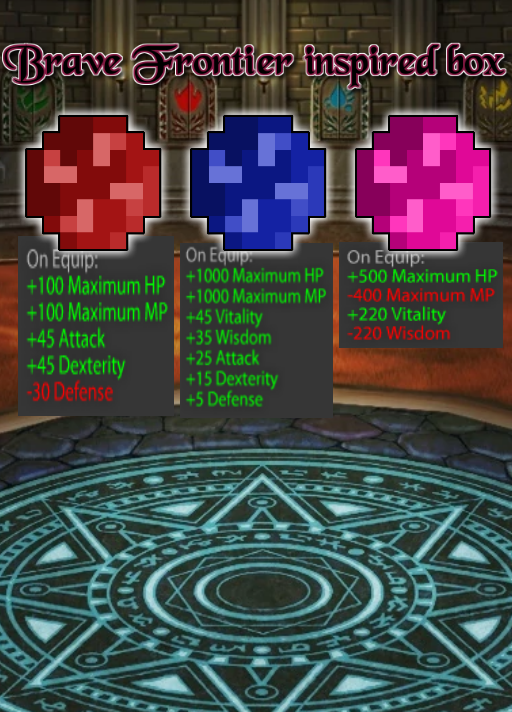 Brave Frontier inspired box
On Equip:
+100 Maximum HP
+100 Maximum MP
+45 Attack
+45 Dexterity
-30 Defense
On Equip:
+1000 Maximum HP
+1000 Maximum MP
+45 Vitality
+35 Wisdom
+25 Attack
+15 Dexterity
+5 Defense
On Equip:
+500 Maximum HP
-400 Maximum MP
+220 Vitality
-220 Wisdom